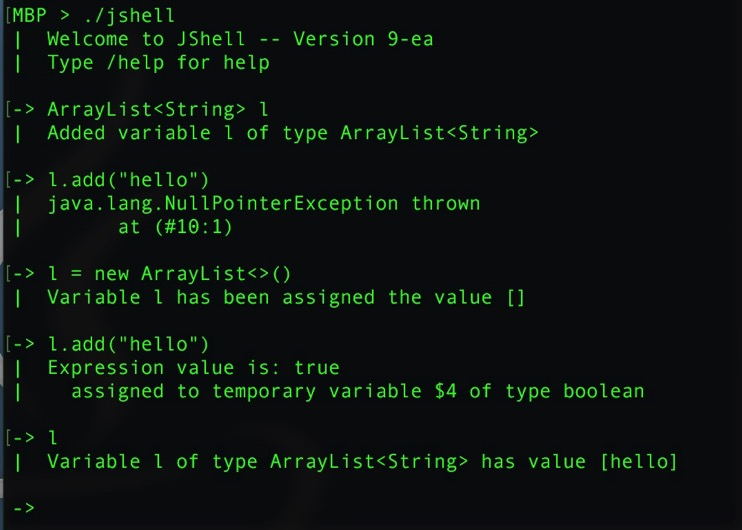 [MBP > ./jshell
|  Welcome to JShell -- Version 9-ea
|  Type /help for help
[-> ArrayList<String> l
|  Added variable l of type ArrayList<String>
[-> l.add("hello")
|  java.lang.NullPointerException thrown
|        at (#10:1)
[-> l = new ArrayList<>()
|  Variable l has been assigned the value []
[-> l.add("hello")
|  Expression value is: true
|    assigned to temporary variable $4 of type boolean
[-> l
|  Variable l of type ArrayList<String> has value [hello]
->